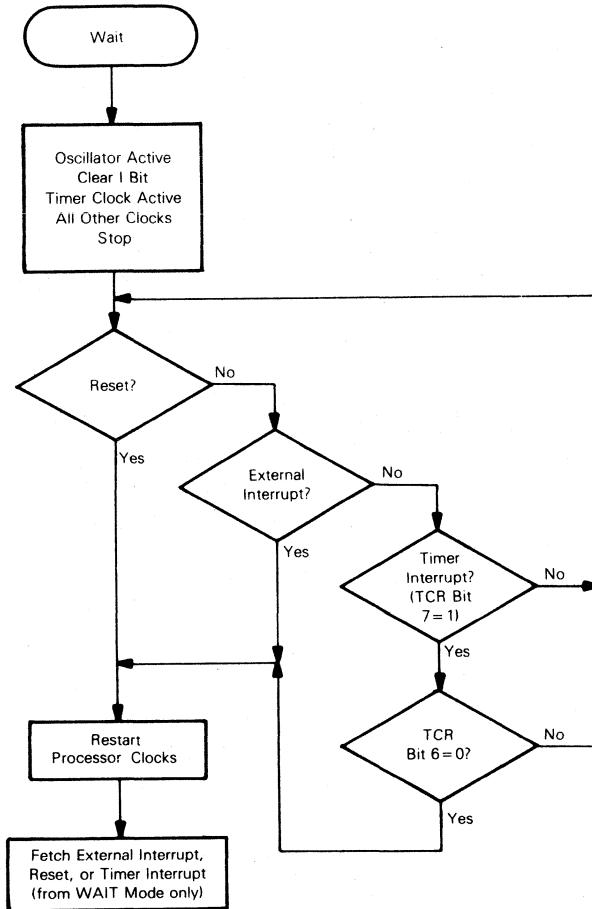 Wait
Oscillator Active
Clear I Bit
Timer Clock Active
All Other Clocks
Stop
Reset?
No
Yes
External
Interrupt?
No
Yes
Timer
Interrupt?
(TCR Bit
7=1)
No
Yes
TCR
Bit 6=0?
No
Yes
Restart
Processor Clocks
Fetch External Interrupt,
Reset, or Timer Interrupt
(from WAIT Mode only)